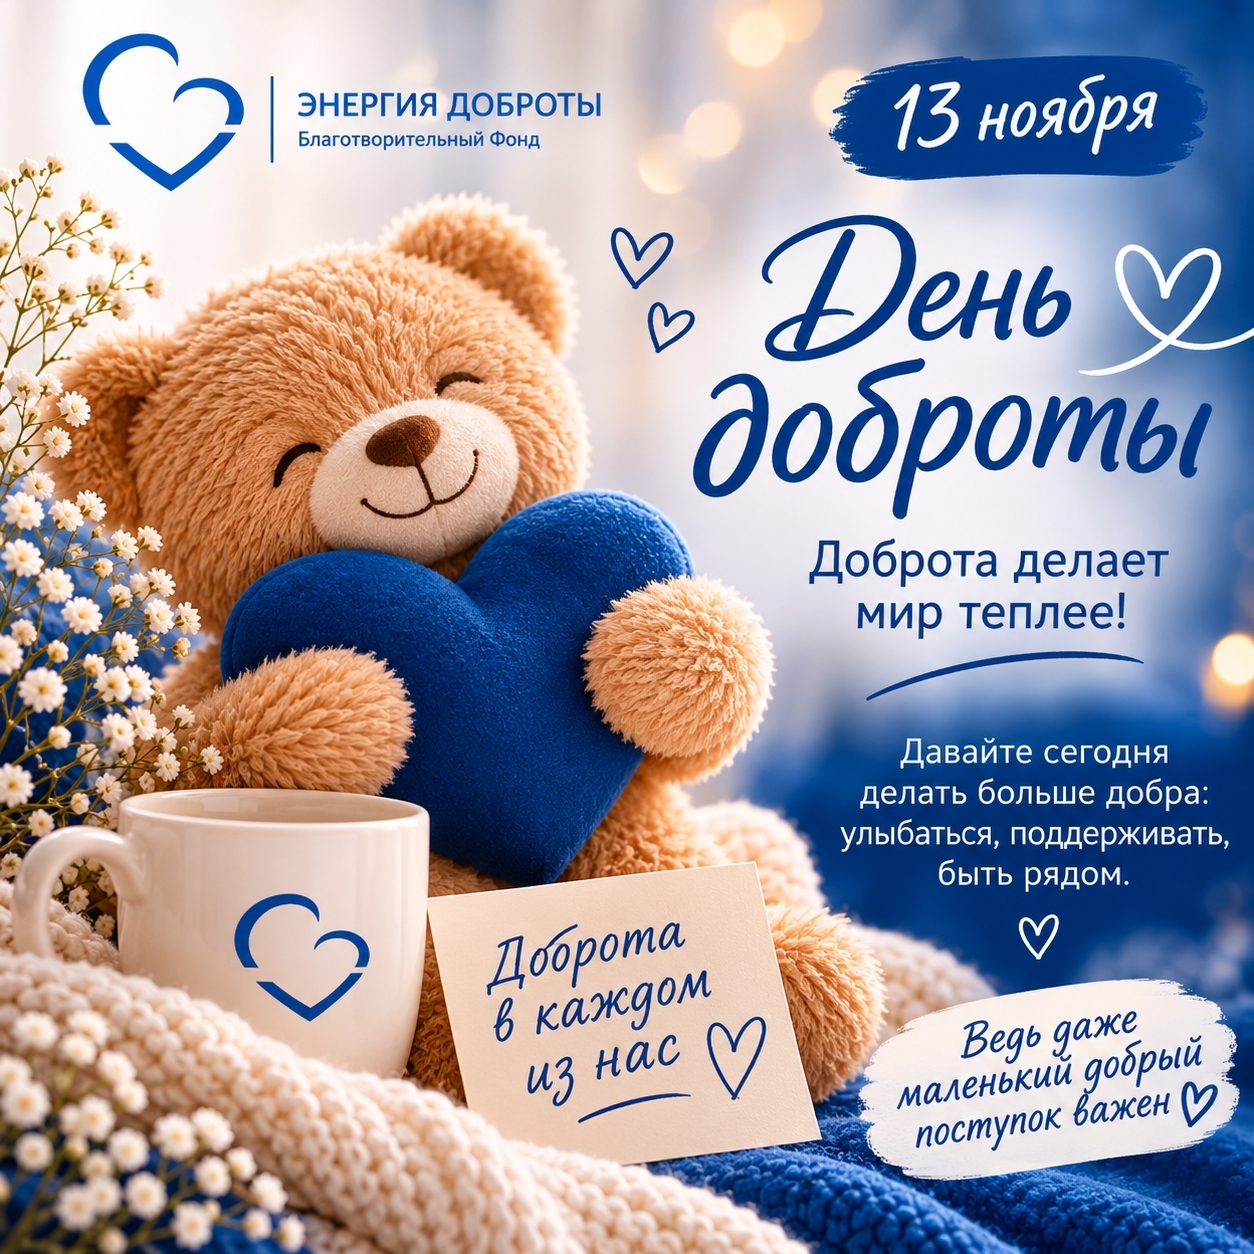 ЭНЕРГИЯ ДОБРОТЫ
Благотворительный Фонд
13 ноября
День
доброты
Доброта делает
мир теплее!
Давайте сегодня
делать больше добра:
улыбаться, поддерживать,
быть рядом.
Доброта
в каждом
из нас
Ведь даже
маленький добрый
поступок важен